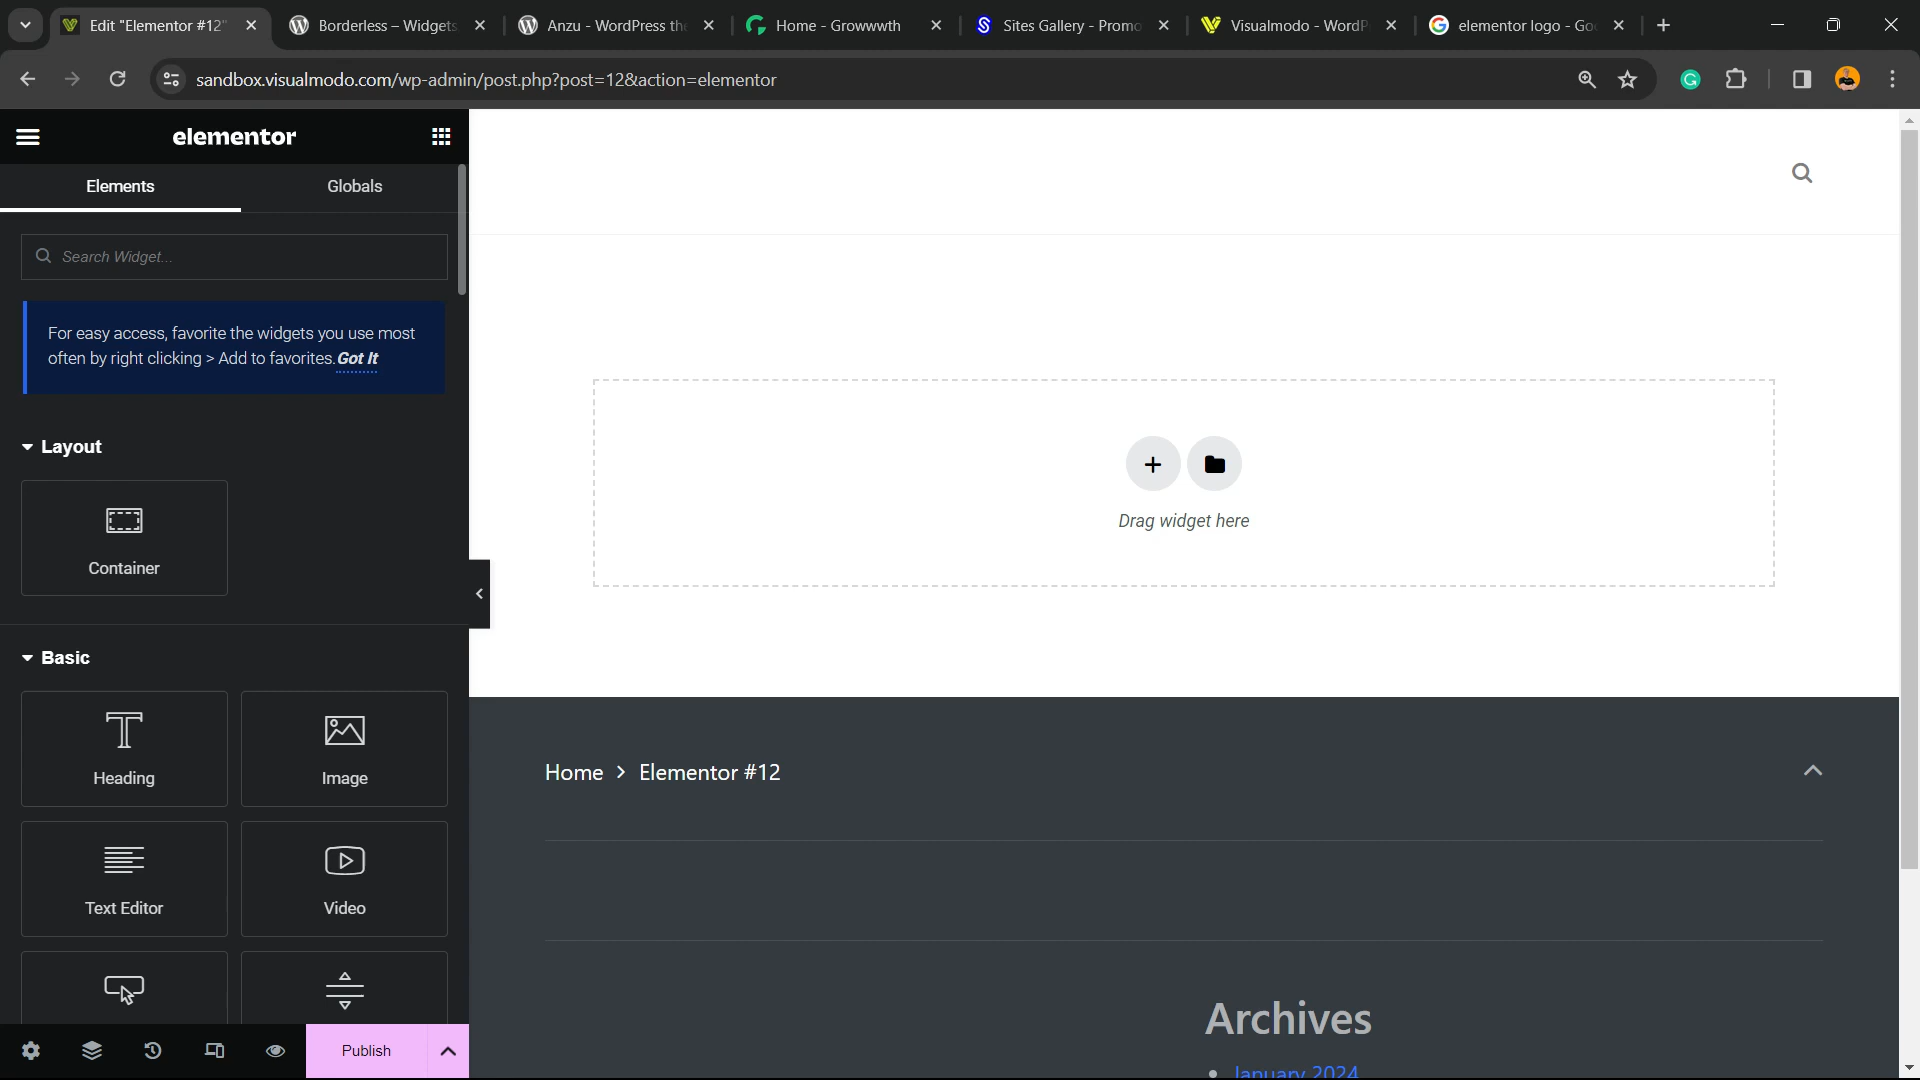 Edit "Elementor #12"
Borderless – Widgets
Anzu - WordPress the
Home - Growwwth
Sites Gallery - Promo
Visualmodo - WordP
elementor logo - Goo
sandbox.visualmodo.com/wp-admin/post.php?post=12&action=elementor
elementor
Elements
Globals
Search Widget...
For easy access, favorite the widgets you use most
often by right clicking > Add to favorites. Got It
Layout
Container
Drag widget here
Basic
Heading
Image
Text Editor
Video
Home > Elementor #12
Archives
January 2024
Publish